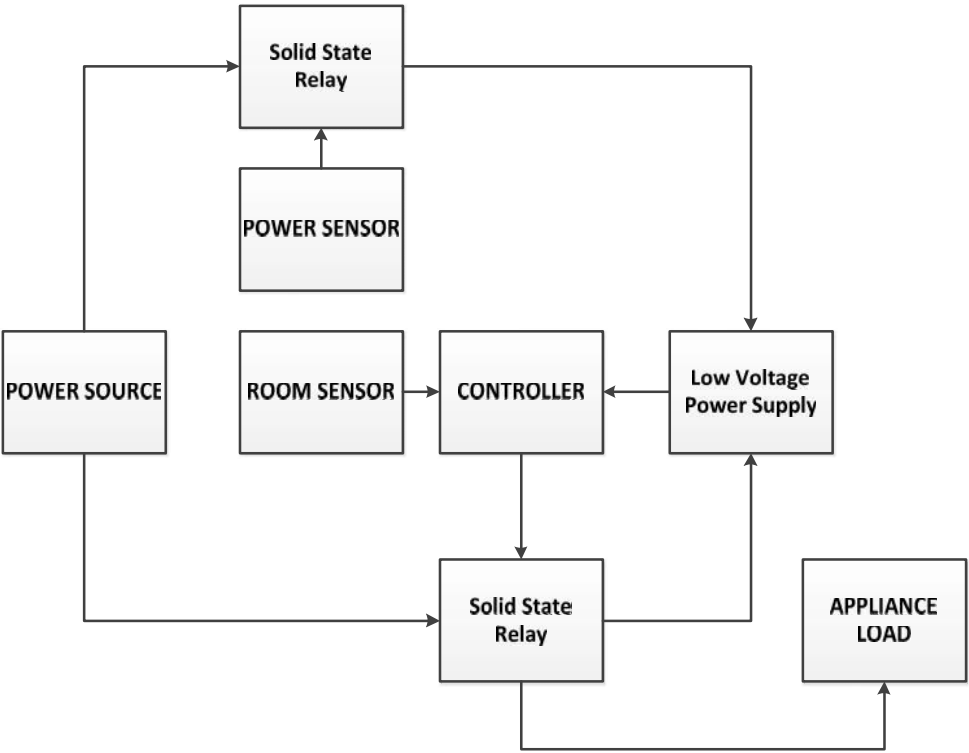 Solid State
Relay
POWER SENSOR
POWER SOURCE
ROOM SENSOR
CONTROLLER
Low Voltage
Power Supply
Solid State
Relay
APPLIANCE
LOAD